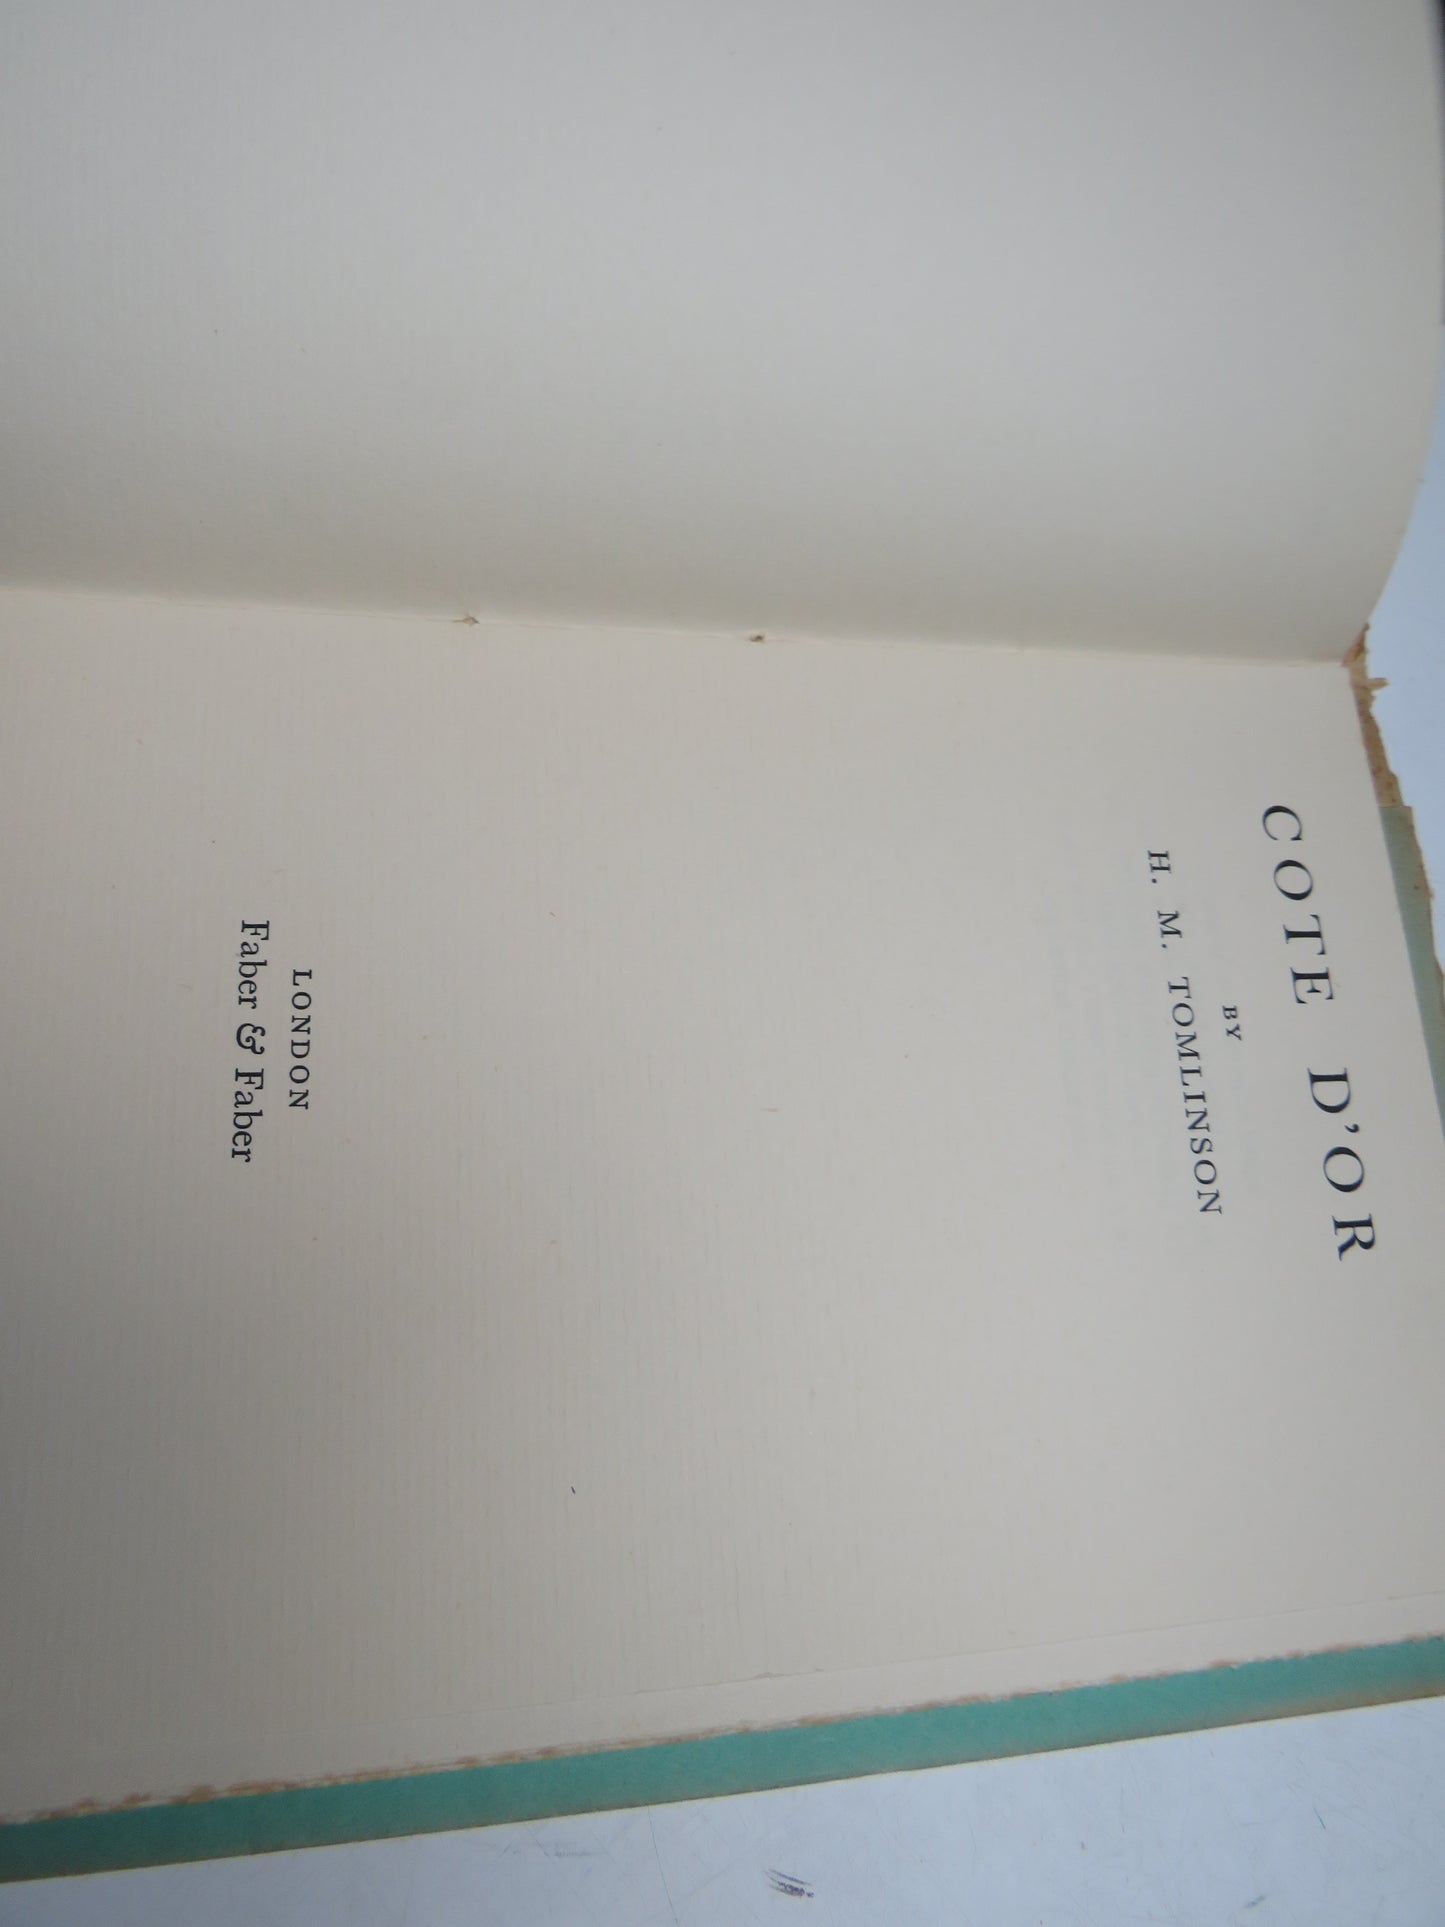 COTE D'OR
BY
H. M. TOMLINSON
LONDON
Faber & Faber